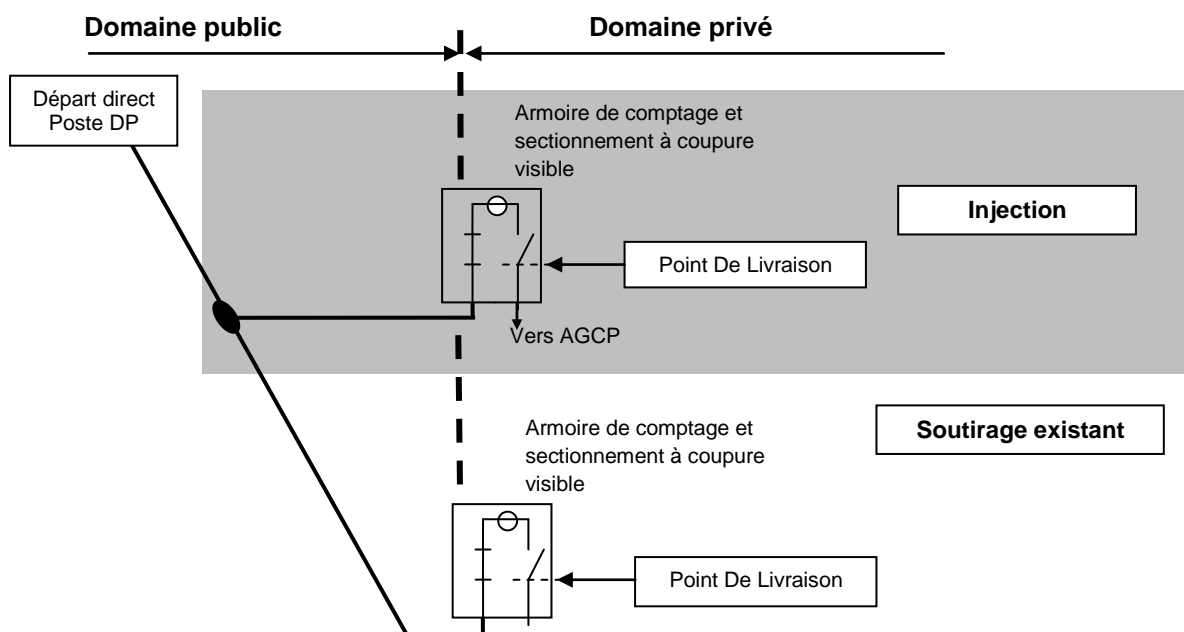 Domaine public
Domaine privé
Départ direct
Poste DP
Armoire de comptage et
sectionnement à coupure
visible
Injection
Point De Livraison
Vers AGCP
Armoire de comptage et
sectionnement à coupure
visible
Soutirage existant
Point De Livraison